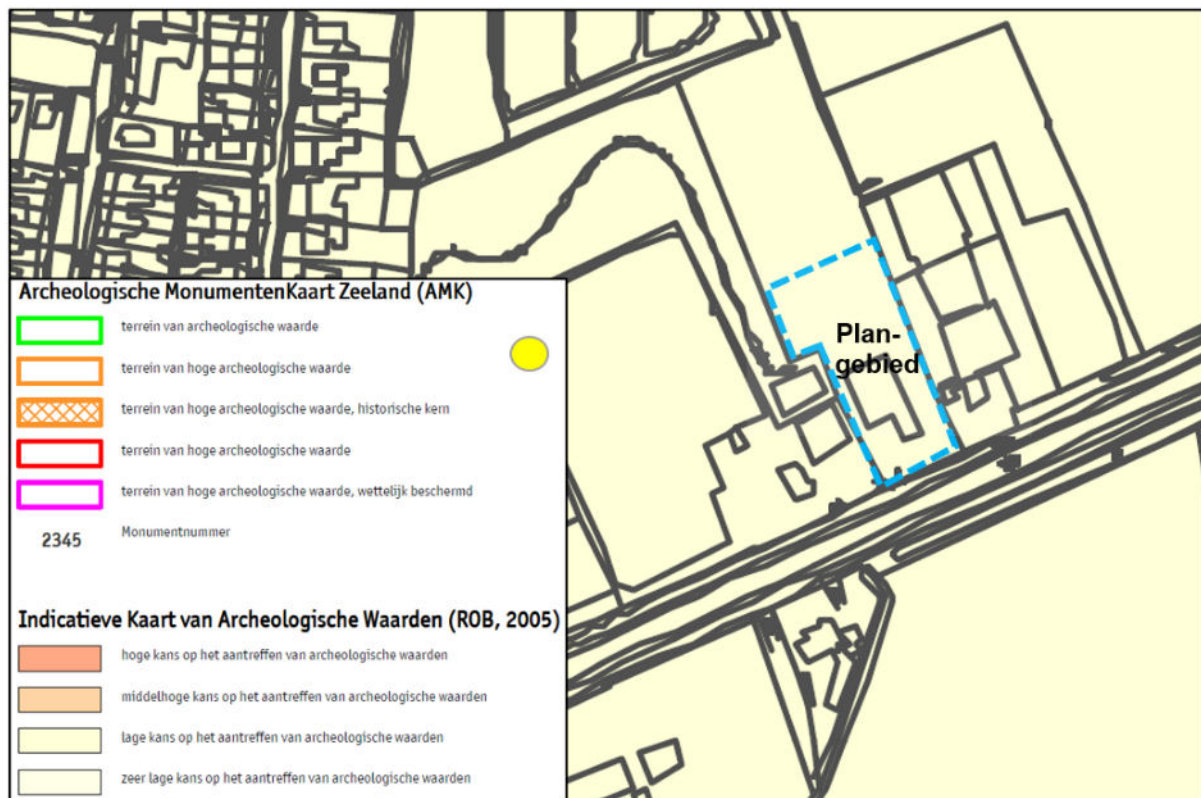 Archeologische MonumentenKaart Zeeland (AMK)
terrein van archeologische waarde
terrein van hoge archeologische waarde
terrein van hoge archeologische waarde, historische kern
terrein van hoge archeologische waarde
terrein van hoge archeologische waarde, wettelijk beschermd
2345 Monumentnummer
Indicatieve Kaart van Archeologische Waarden (ROB, 2005)
hoge kans op het aantreffen van archeologische waarden
middelhoge kans op het aantreffen van archeologische waarden
lage kans op het aantreffen van archeologische waarden
zeer lage kans op het aantreffen van archeologische waarden
Plan-
gebied